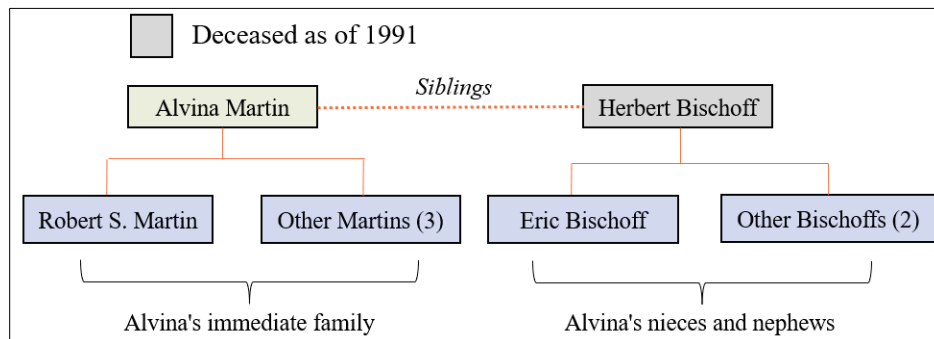 Deceased as of 1991
Siblings
Alvina Martin
Herbert Bischoff
Robert S. Martin
Other Martins (3)
Eric Bischoff
Other Bischoffs (2)
Alvina's immediate family
Alvina's nieces and nephews